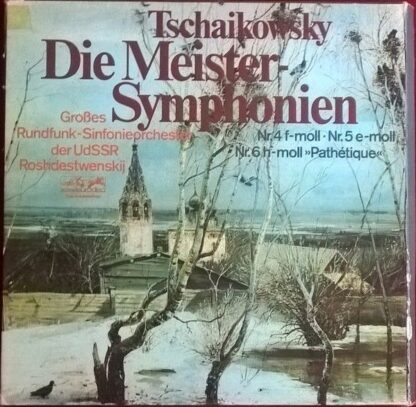 Tschaikowsky
Die Meister-
Symphonien
Großes
Rundfunk-Sinfonieorchester
der UdSSR
Roshdestwenskij
Nr.4 f-moll · Nr.5 e-moll
Nr.6 h-moll »Pathétique«